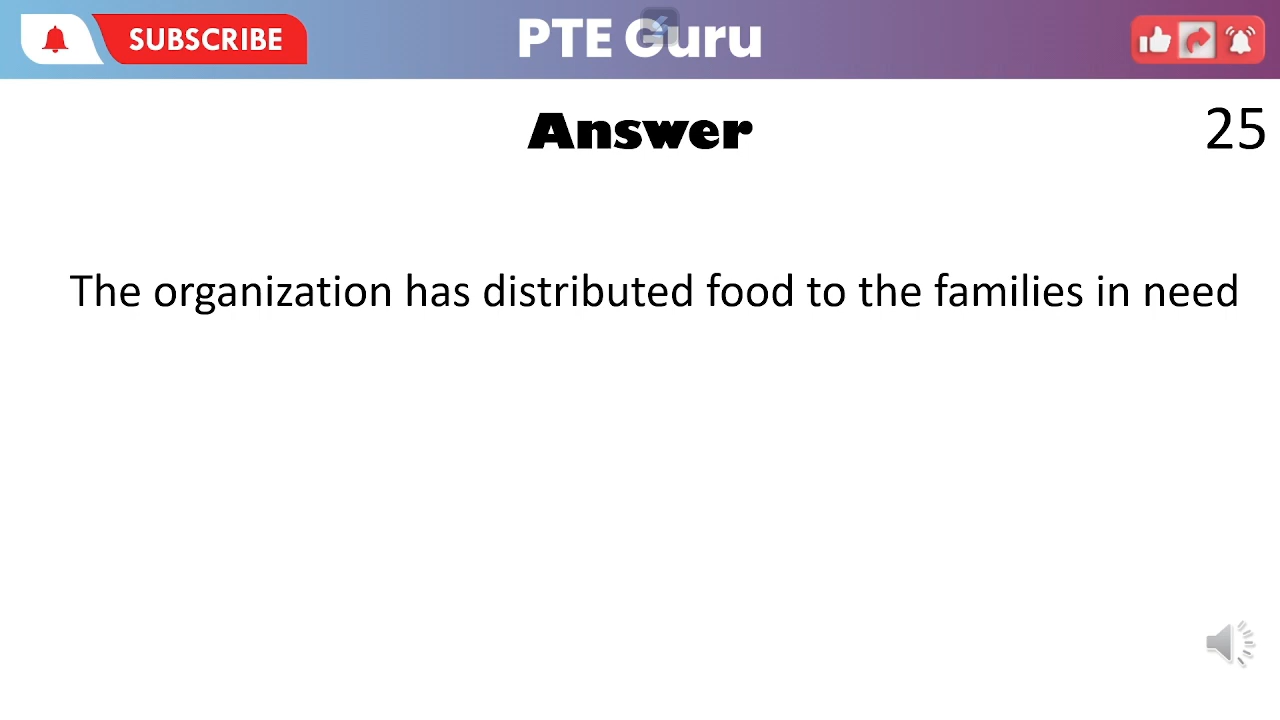 SUBSCRIBE
PTE Guru
Answer
25
The organization has distributed food to the families in need